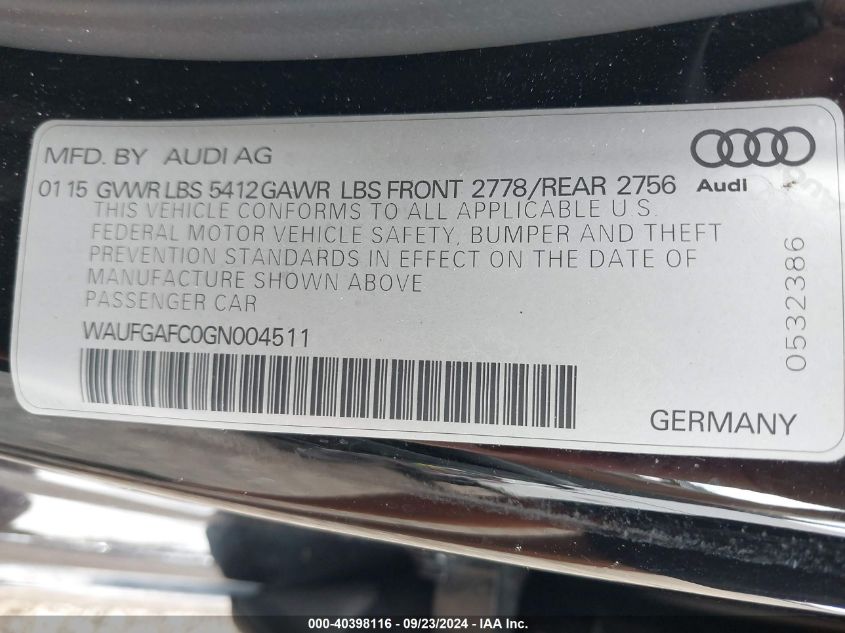 MFD. BY AUDI AG
01 15 GVWR LBS 5412 GAWR LBS FRONT 2778/REAR 2756
Audi
THIS VEHICLE CONFORMS TO ALL APPLICABLE U.S.
FEDERAL MOTOR VEHICLE SAFETY, BUMPER AND THEFT
PREVENTION STANDARDS IN EFFECT ON THE DATE OF
MANUFACTURE SHOWN ABOVE
PASSENGER CAR
WAUFGAFC0GN004511
0532386
GERMANY
000-40398116 - 09/23/2024 - IAA Inc.